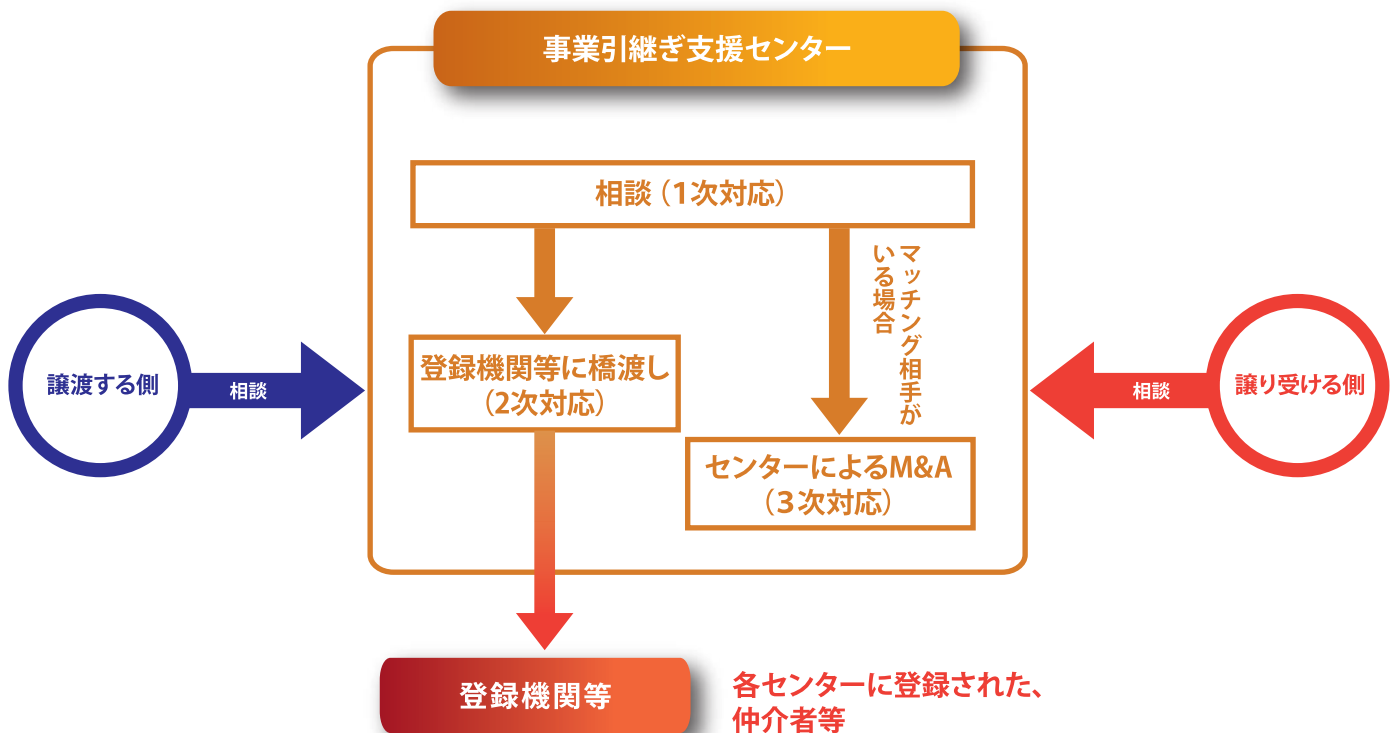 事業引継ぎ支援センター
相談（1次対応）
マッチング相手が
いる場合
登録機関等に橋渡し
（2次対応）
センターによるM&A
（3次対応）
譲渡する側
相談
相談
譲り受ける側
登録機関等
各センターに登録された、
仲介者等